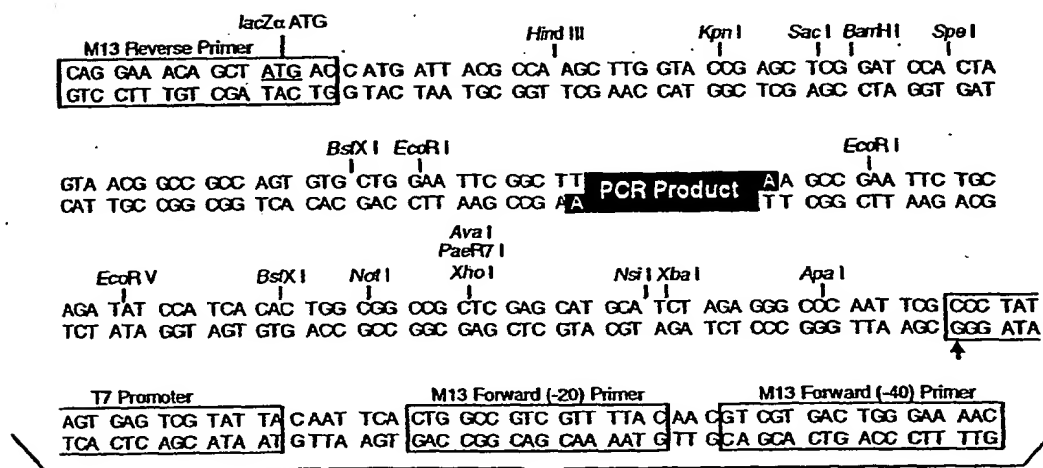 lacZα ATG
M13 Reverse Primer
Hind III Kpn I Sac I BamH I Spe I
CAG GAA ACA GCT ATG AC C ATG ATT ACG CCA AGC TTG GTA CCG AGC TCG GAT CCA CTA
GTC CTT TGT CGA TAC TG G TAC TAA TGC GGT TCG AAC CAT GGC TCG AGC CTA GGT GAT
BstX I EcoR I EcoR I
GTA ACG GCC GCC AGT GTG CTG GAA TTC GGC TT PCR Product A A GCC GAA TTC TGC
CAT TGC CGG CGG TCA CAC GAC CTT AAG CCG A A T T CGG CTT AAG ACG
Ava I
PaeR7 I
EcoR V BstX I Not I Xho I Nsi I Xba I Apa I
AGA TAT CCA TCA CAC TGG CGG CCG CTC GAG CAT GCA TCT AGA GGG CCC AAT TCG CCC TAT
TCT ATA GGT AGT GTG ACC GCC GGC GAG CTC GTA CGT AGA TCT CCC GGG TTA AGC GGG ATA
T7 Promoter M13 Forward (-20) Primer M13 Forward (-40) Primer
AGT GAG TCG TAT TA C AAT TCA CTG GCC GTC GTT TTA C AAC GT CGT GAC TGG GAA AAC
TCA CTC AGC ATA AT G TTA AGT GAC CGG CAG CAA AAT G TTG CA GCA CTG ACC CTT TTG